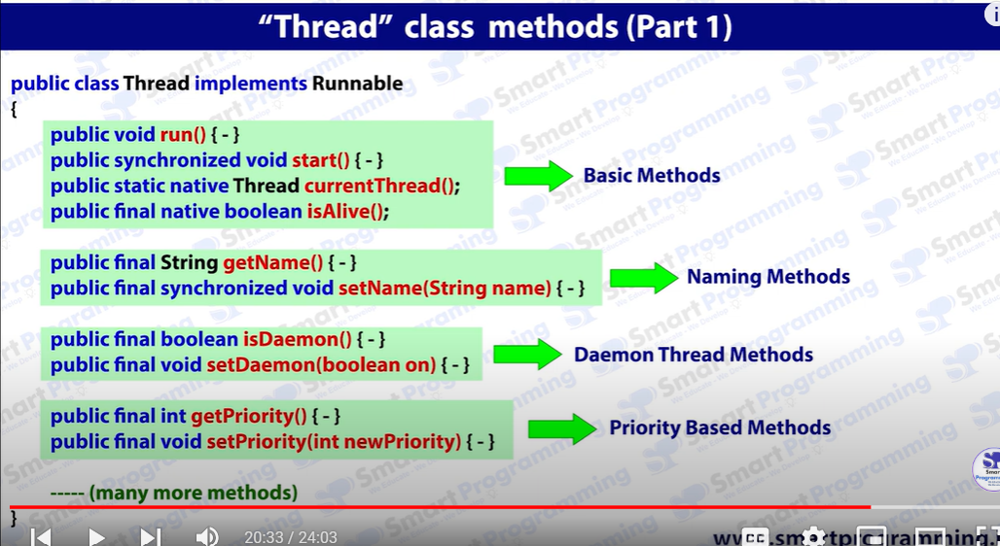 “Thread” class methods (Part 1)
public class Thread implements Runnable
{
public void run() { - }
public synchronized void start() { - }
public static native Thread currentThread();
public final native boolean isAlive();
Basic Methods
public final String getName() { - }
public final synchronized void setName(String name) { - }
Naming Methods
public final boolean isDaemon() { - }
public final void setDaemon(boolean on) { - }
Daemon Thread Methods
public final int getPriority() { - }
public final void setPriority(int newPriority) { - }
Priority Based Methods
----- (many more methods)
}
20:33 / 24:03
CC
Smart Programming